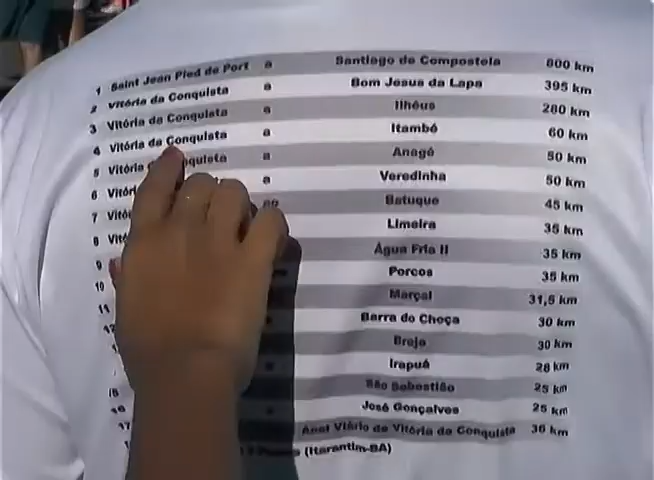 1 Saint Jean Pied de Port a Santiago de Compostela 800 km
2 Vitória da Conquista a Bom Jesus da Lapa 395 km
3 Vitória da Conquista a Ilhéus 280 km
4 Vitória da Conquista a Itambé 60 km
5 Vitória da Conquista a Anagé 50 km
6 a Veredinha 50 km
7 ao Batuque 45 km
8 Limeira 35 km
9 Água Fria II 35 km
10 Porcos 35 km
11 Marçal 31,5 km
Barra do Choça 30 km
Brejo 30 km
Irapuá 28 km
São Sebastião 25 km
16 José Gonçalves 25 km
17 Anel Viário de Vitória da Conquista 36 km
(Itarantim-BA)